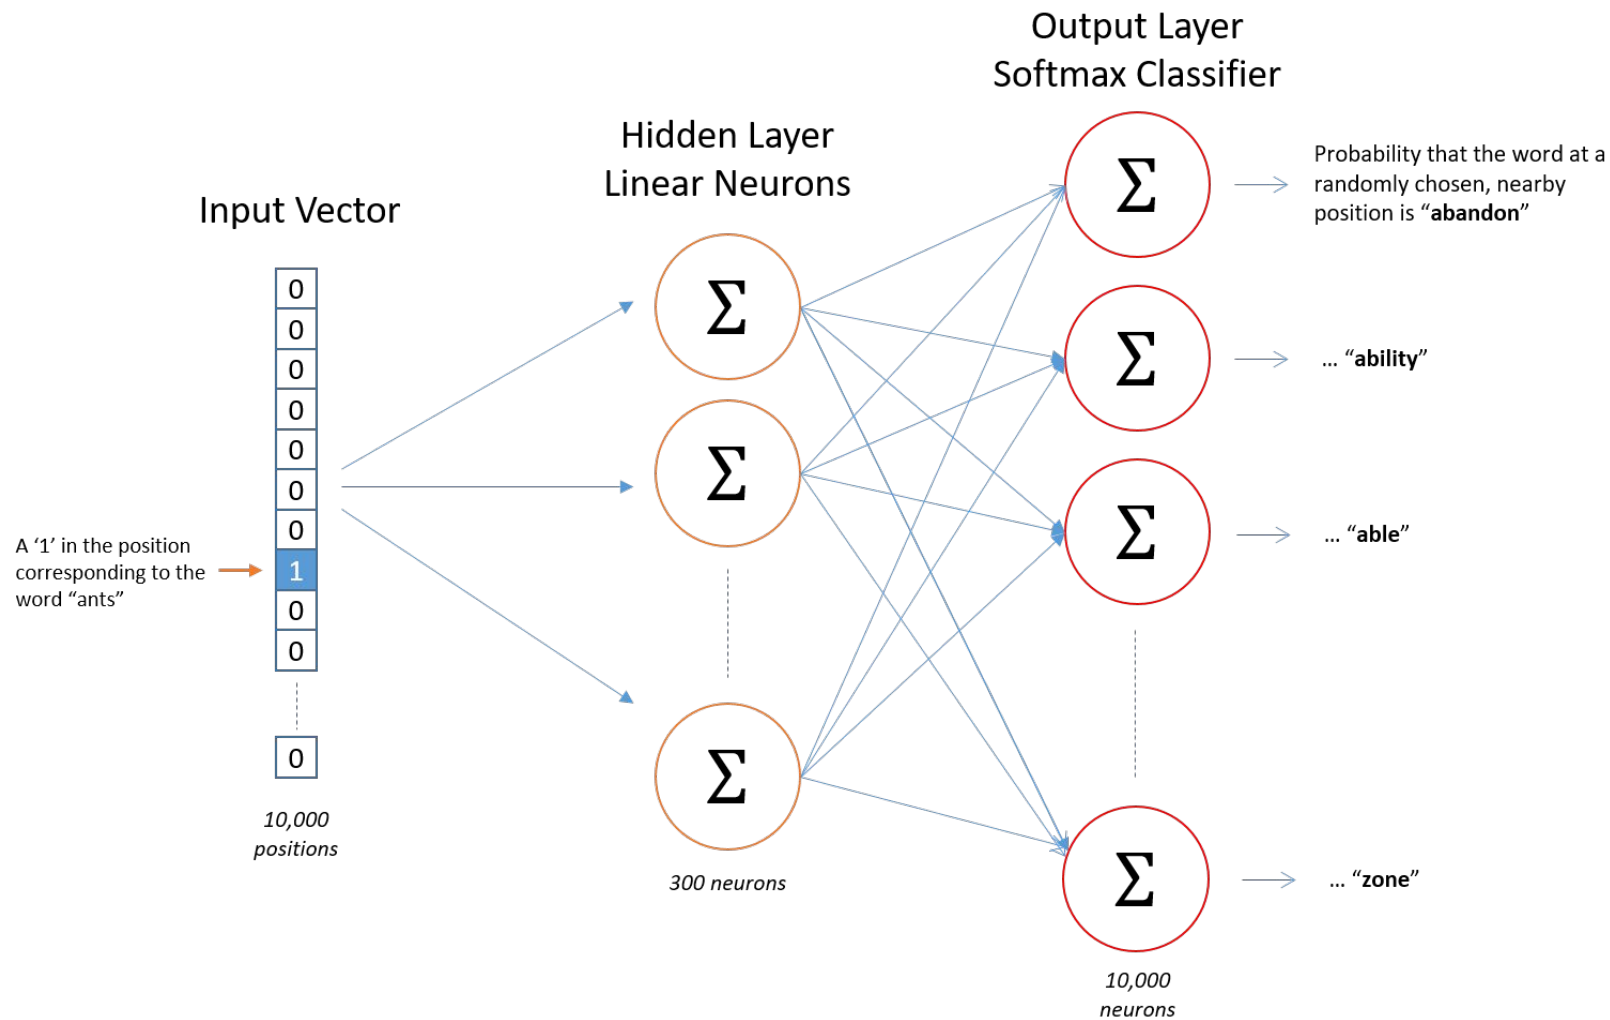 Output Layer
Softmax Classifier
Hidden Layer
Linear Neurons
Input Vector
0
0
0
0
0
0
0
1
0
0
0
A ‘1’ in the position
corresponding to the
word “ants”
10,000
positions
Σ
Σ
Σ
300 neurons
Σ
Σ
Σ
Σ
10,000
neurons
Probability that the word at a
randomly chosen, nearby
position is “abandon”
... “ability”
... “able”
... “zone”